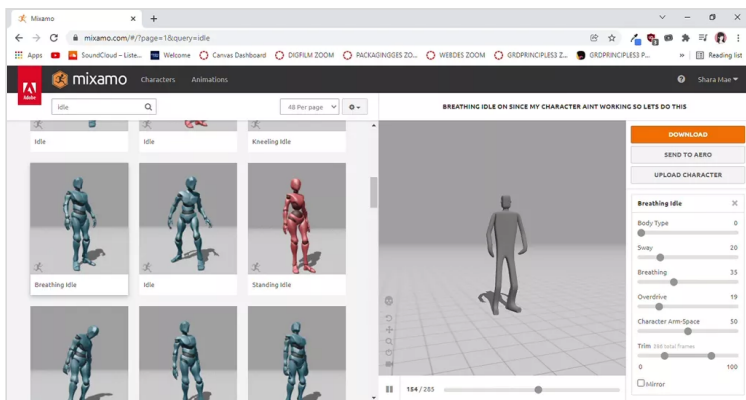 Mixamo
mixamo.com/#/?page=1&query=idle
Apps
SoundCloud – Liste...
Welcome
Canvas Dashboard
DIGFILM ZOOM
PACKAGINGGES ZO...
WEBDES ZOOM
GRDPRINCIPLES3 Z...
GRDPRINCIPLES3 P...
»
Reading list
Adobe
mixamo
Characters
Animations
Shara Mae
Idle
48 Per page
BREATHING IDLE ON SINCE MY CHARACTER AINT WORKING SO LETS DO THIS
Idle
Idle
Kneeling Idle
Breathing Idle
Idle
Standing Idle
DOWNLOAD
SEND TO AERO
UPLOAD CHARACTER
Breathing Idle
Body Type 0
Sway 20
Breathing 35
Overdrive 19
Character Arm-Space 50
Trim
total frames
0 100
Mirror
184 / 285